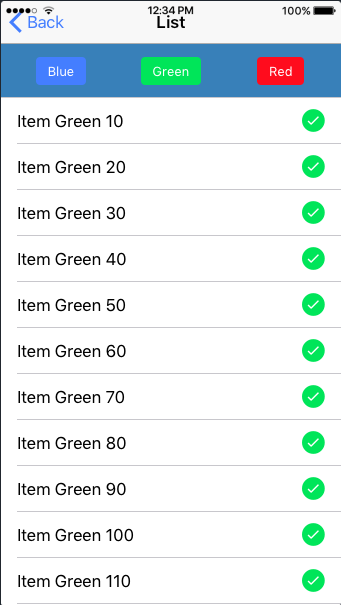 12:34 PM 100%
Back List
Blue Green Red
Item Green 10
Item Green 20
Item Green 30
Item Green 40
Item Green 50
Item Green 60
Item Green 70
Item Green 80
Item Green 90
Item Green 100
Item Green 110